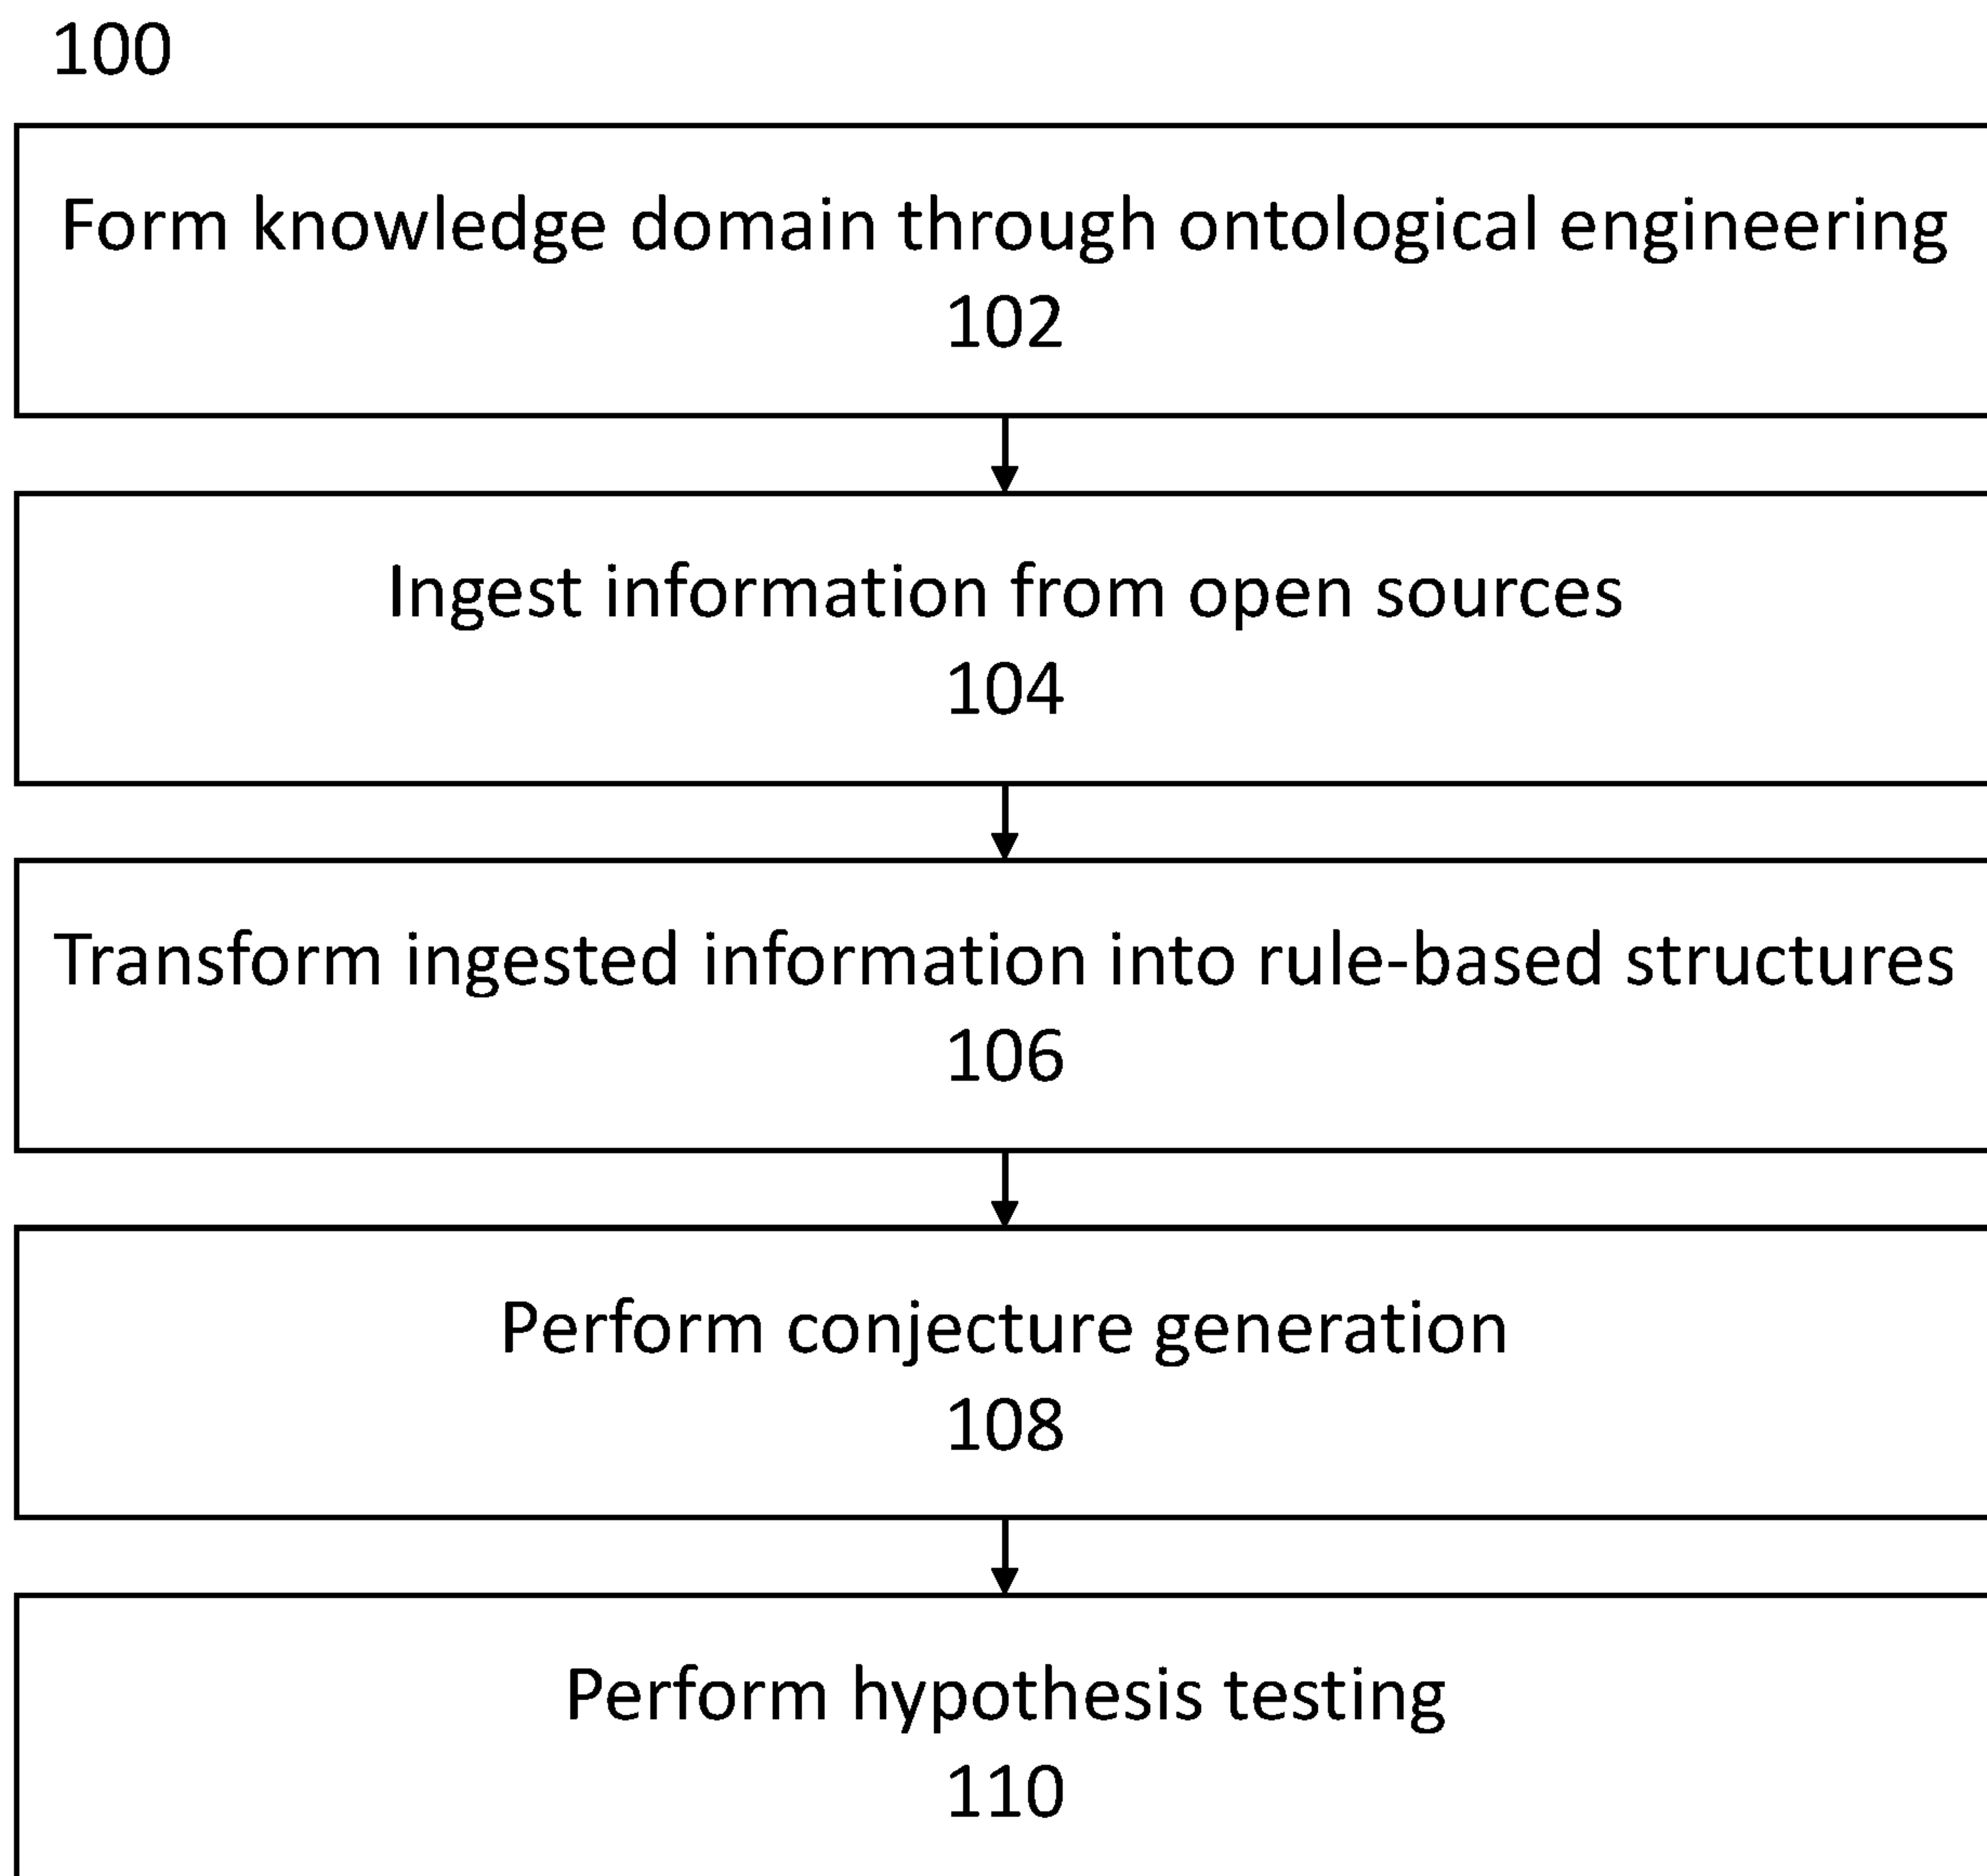 100
Form knowledge domain through ontological engineering
102
Ingest information from open sources
104
Transform ingested information into rule-based structures
106
Perform conjecture generation
108
Perform hypothesis testing
110